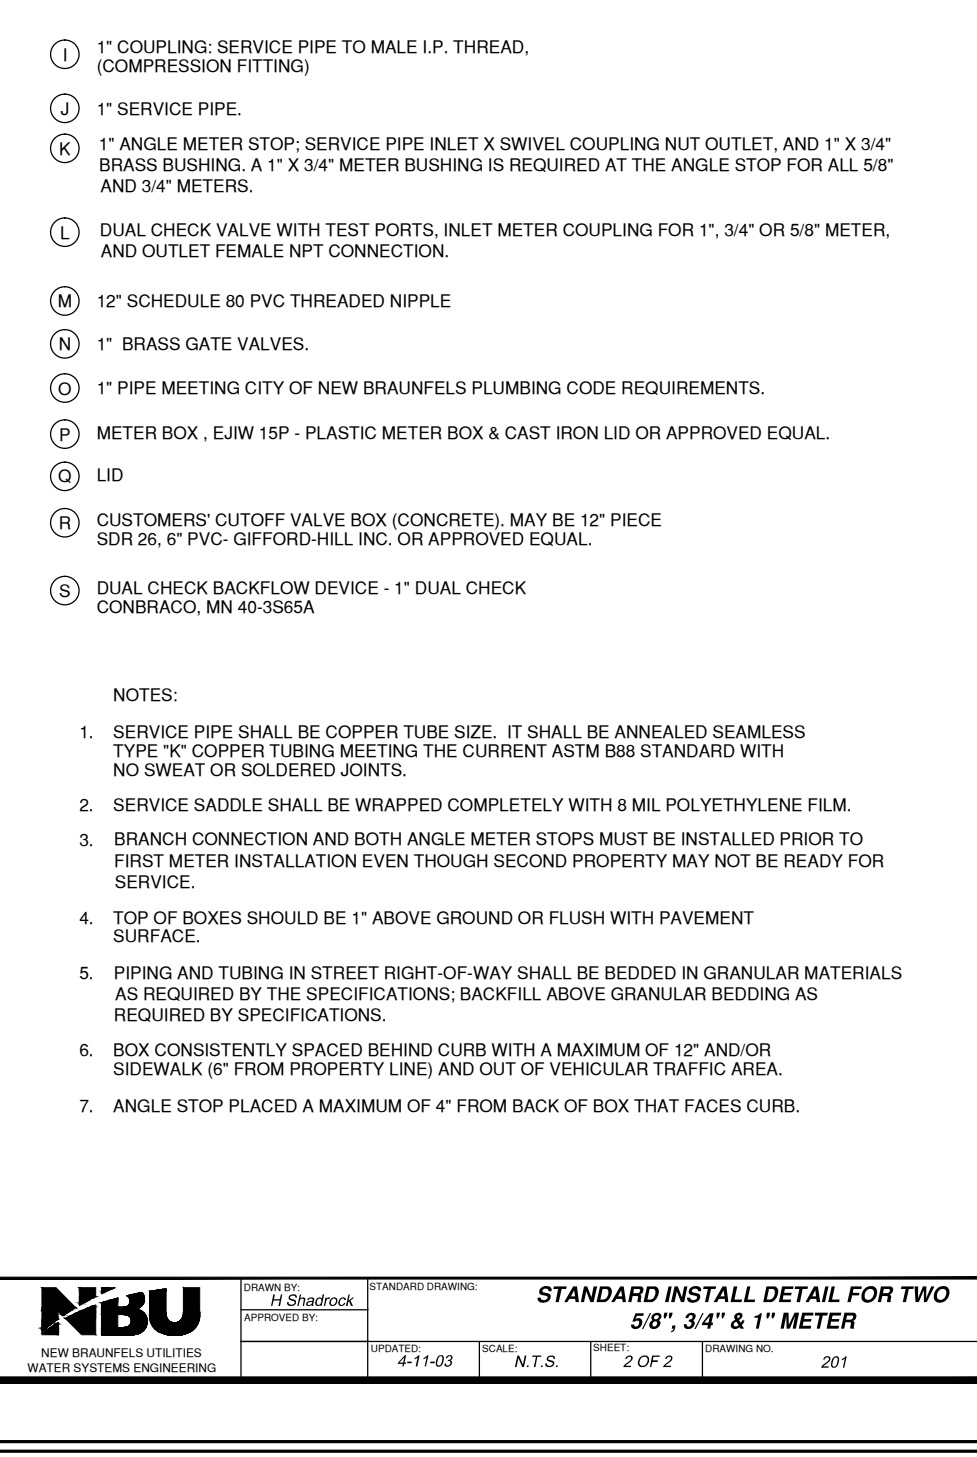 I 1" COUPLING: SERVICE PIPE TO MALE I.P. THREAD,
(COMPRESSION FITTING)
J 1" SERVICE PIPE.
K 1" ANGLE METER STOP; SERVICE PIPE INLET X SWIVEL COUPLING NUT OUTLET, AND 1" X 3/4"
BRASS BUSHING. A 1" X 3/4" METER BUSHING IS REQUIRED AT THE ANGLE STOP FOR ALL 5/8"
AND 3/4" METERS.
L DUAL CHECK VALVE WITH TEST PORTS, INLET METER COUPLING FOR 1", 3/4" OR 5/8" METER,
AND OUTLET FEMALE NPT CONNECTION.
M 12" SCHEDULE 80 PVC THREADED NIPPLE
N 1" BRASS GATE VALVES.
O 1" PIPE MEETING CITY OF NEW BRAUNFELS PLUMBING CODE REQUIREMENTS.
P METER BOX , EJIW 15P - PLASTIC METER BOX & CAST IRON LID OR APPROVED EQUAL.
Q LID
R CUSTOMERS' CUTOFF VALVE BOX (CONCRETE). MAY BE 12" PIECE
SDR 26, 6" PVC- GIFFORD-HILL INC. OR APPROVED EQUAL.
S DUAL CHECK BACKFLOW DEVICE - 1" DUAL CHECK
CONBRACO, MN 40-3S65A
NOTES:
1. SERVICE PIPE SHALL BE COPPER TUBE SIZE. IT SHALL BE ANNEALED SEAMLESS
TYPE "K" COPPER TUBING MEETING THE CURRENT ASTM B88 STANDARD WITH
NO SWEAT OR SOLDERED JOINTS.
2. SERVICE SADDLE SHALL BE WRAPPED COMPLETELY WITH 8 MIL POLYETHYLENE FILM.
3. BRANCH CONNECTION AND BOTH ANGLE METER STOPS MUST BE INSTALLED PRIOR TO
FIRST METER INSTALLATION EVEN THOUGH SECOND PROPERTY MAY NOT BE READY FOR
SERVICE.
4. TOP OF BOXES SHOULD BE 1" ABOVE GROUND OR FLUSH WITH PAVEMENT
SURFACE.
5. PIPING AND TUBING IN STREET RIGHT-OF-WAY SHALL BE BEDDED IN GRANULAR MATERIALS
AS REQUIRED BY THE SPECIFICATIONS; BACKFILL ABOVE GRANULAR BEDDING AS
REQUIRED BY SPECIFICATIONS.
6. BOX CONSISTENTLY SPACED BEHIND CURB WITH A MAXIMUM OF 12" AND/OR
SIDEWALK (6" FROM PROPERTY LINE) AND OUT OF VEHICULAR TRAFFIC AREA.
7. ANGLE STOP PLACED A MAXIMUM OF 4" FROM BACK OF BOX THAT FACES CURB.
NBU
NEW BRAUNFELS UTILITIES
WATER SYSTEMS ENGINEERING
DRAWN BY:
H Shadrock
APPROVED BY:
STANDARD DRAWING:
STANDARD INSTALL DETAIL FOR TWO
5/8", 3/4" & 1" METER
UPDATED:
4-11-03
SCALE:
N.T.S.
SHEET:
2 OF 2
DRAWING NO.
201